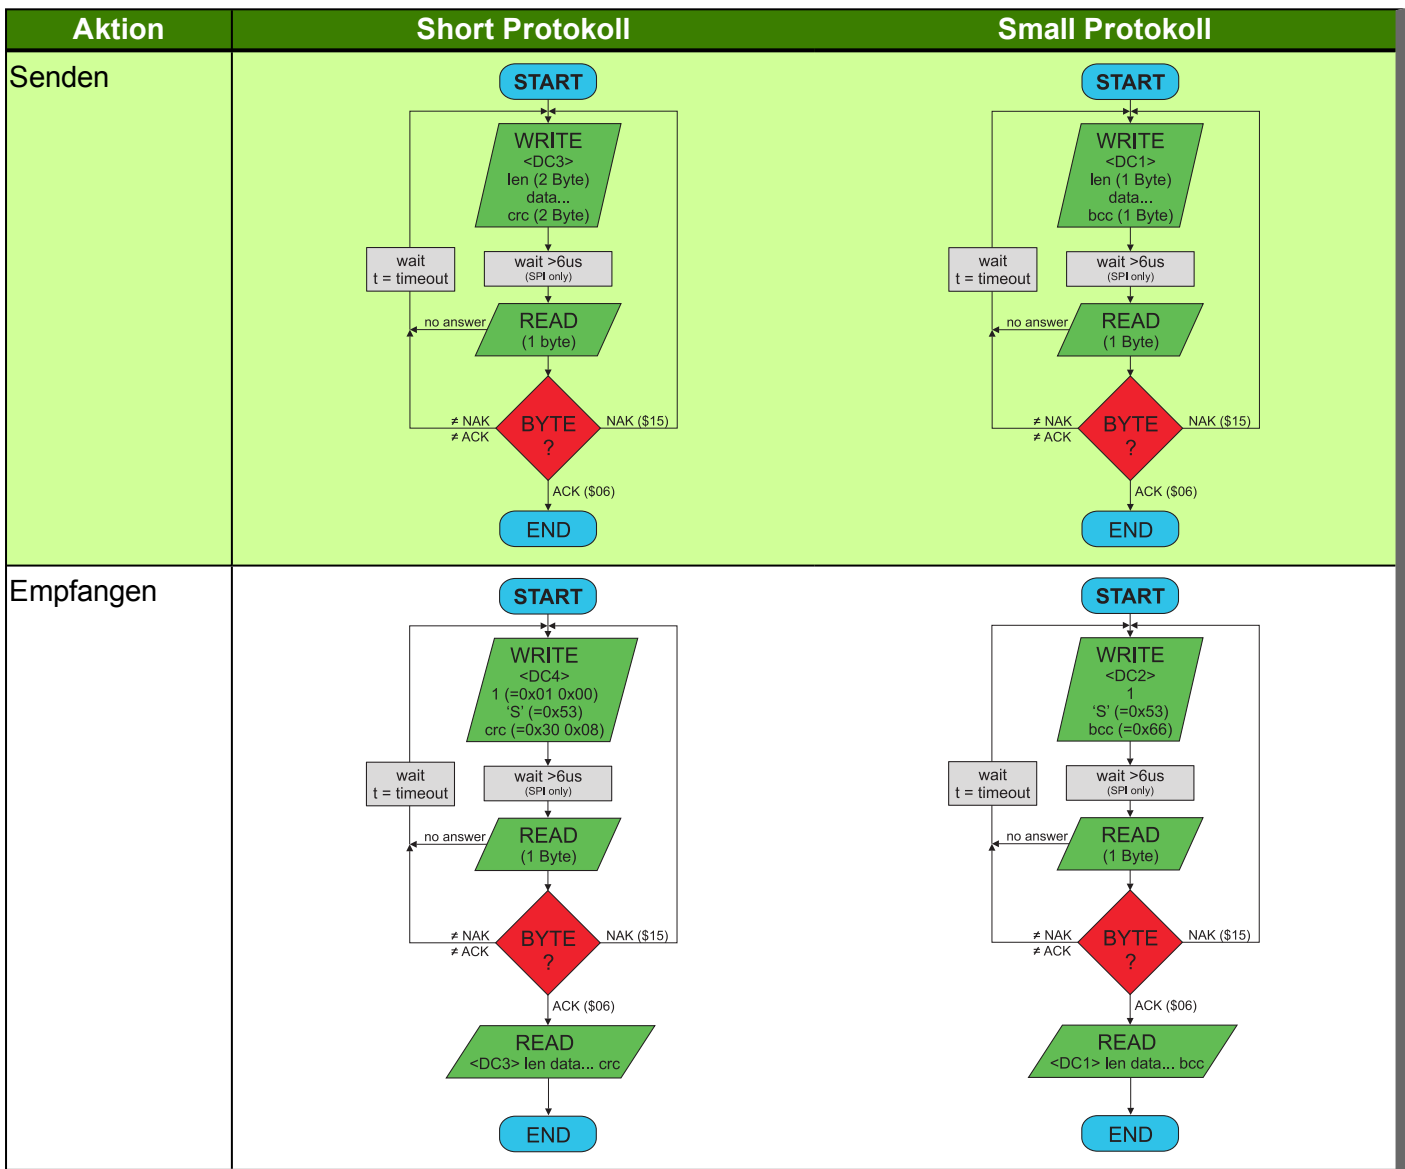 Aktion
Short Protokoll
Small Protokoll
Senden
START
WRITE
<DC3>
len (2 Byte)
data...
crc (2 Byte)
wait
t = timeout
wait >6us
(SPI only)
no answer
READ
(1 byte)
≠ NAK
≠ ACK
BYTE
?
NAK ($15)
ACK ($06)
END
START
WRITE
<DC1>
len (1 Byte)
data...
bcc (1 Byte)
wait
t = timeout
wait >6us
(SPI only)
no answer
READ
(1 Byte)
≠ NAK
≠ ACK
BYTE
?
NAK ($15)
ACK ($06)
END
Empfangen
START
WRITE
<DC4>
1 (=0x01 0x00)
‘S’ (=0x53)
crc (=0x30 0x08)
wait
t = timeout
wait >6us
(SPI only)
no answer
READ
(1 Byte)
≠ NAK
≠ ACK
BYTE
?
NAK ($15)
ACK ($06)
READ
<DC3> len data... crc
END
START
WRITE
<DC2>
1
‘S’ (=0x53)
bcc (=0x66)
wait
t = timeout
wait >6us
(SPI only)
no answer
READ
(1 Byte)
≠ NAK
≠ ACK
BYTE
?
NAK ($15)
ACK ($06)
READ
<DC1> len data... bcc
END